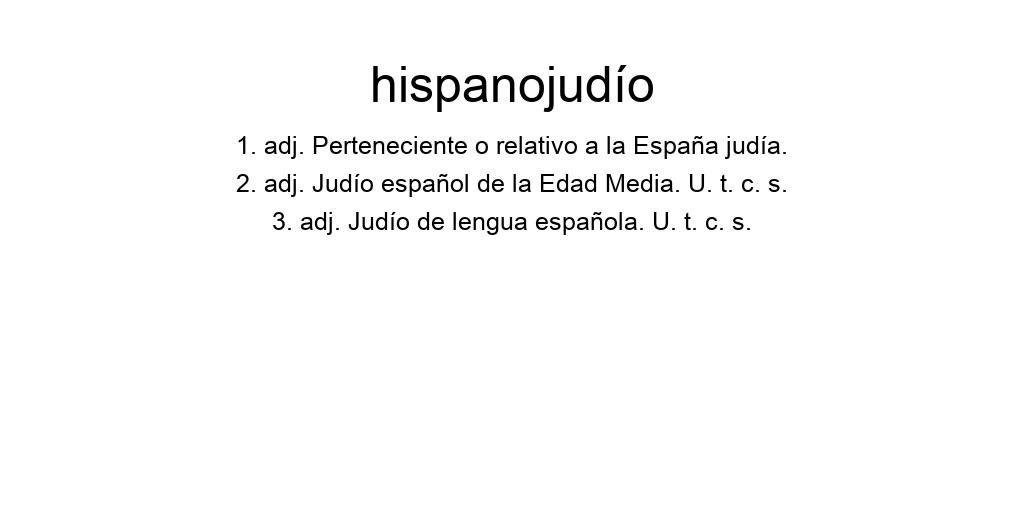 hispanojudío
1. adj. Perteneciente o relativo a la España judía.
2. adj. Judío español de la Edad Media. U. t. c. s.
3. adj. Judío de lengua española. U. t. c. s.